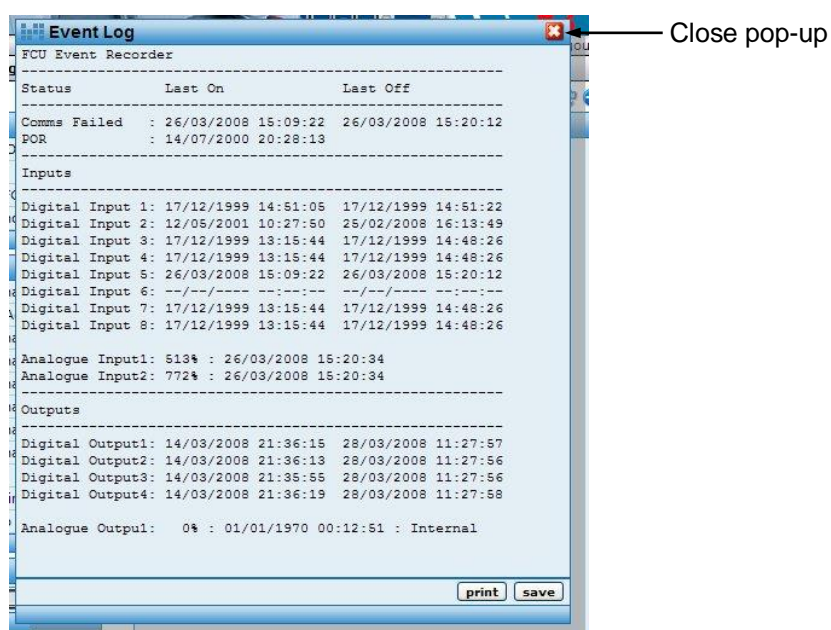 Event Log
Close pop-up
FCU Event Recorder
--------------------------------------------------
Status Last On Last Off
--------------------------------------------------
Comms Failed : 26/03/2008 15:09:22 26/03/2008 15:20:12
POR : 14/07/2000 20:28:13
--------------------------------------------------
Inputs
--------------------------------------------------
Digital Input 1: 17/12/1999 14:51:05 17/12/1999 14:51:22
Digital Input 2: 12/05/2001 10:27:50 25/02/2008 16:13:49
Digital Input 3: 17/12/1999 13:15:44 17/12/1999 14:48:26
Digital Input 4: 17/12/1999 13:15:44 17/12/1999 14:48:26
Digital Input 5: 26/03/2008 15:09:22 26/03/2008 15:20:12
Digital Input 6: --/--/---- --:--:-- --/--/---- --:--:--
Digital Input 7: 17/12/1999 13:15:44 17/12/1999 14:48:26
Digital Input 8: 17/12/1999 13:15:44 17/12/1999 14:48:26
Analogue Input1: 513% : 26/03/2008 15:20:34
Analogue Input2: 772% : 26/03/2008 15:20:34
--------------------------------------------------
Outputs
--------------------------------------------------
Digital Output1: 14/03/2008 21:36:15 28/03/2008 11:27:57
Digital Output2: 14/03/2008 21:36:13 28/03/2008 11:27:56
Digital Output3: 14/03/2008 21:35:55 28/03/2008 11:27:56
Digital Output4: 14/03/2008 21:36:19 28/03/2008 11:27:58
Analogue Outpu1: 0% : 01/01/1970 00:12:51 : Internal
print save